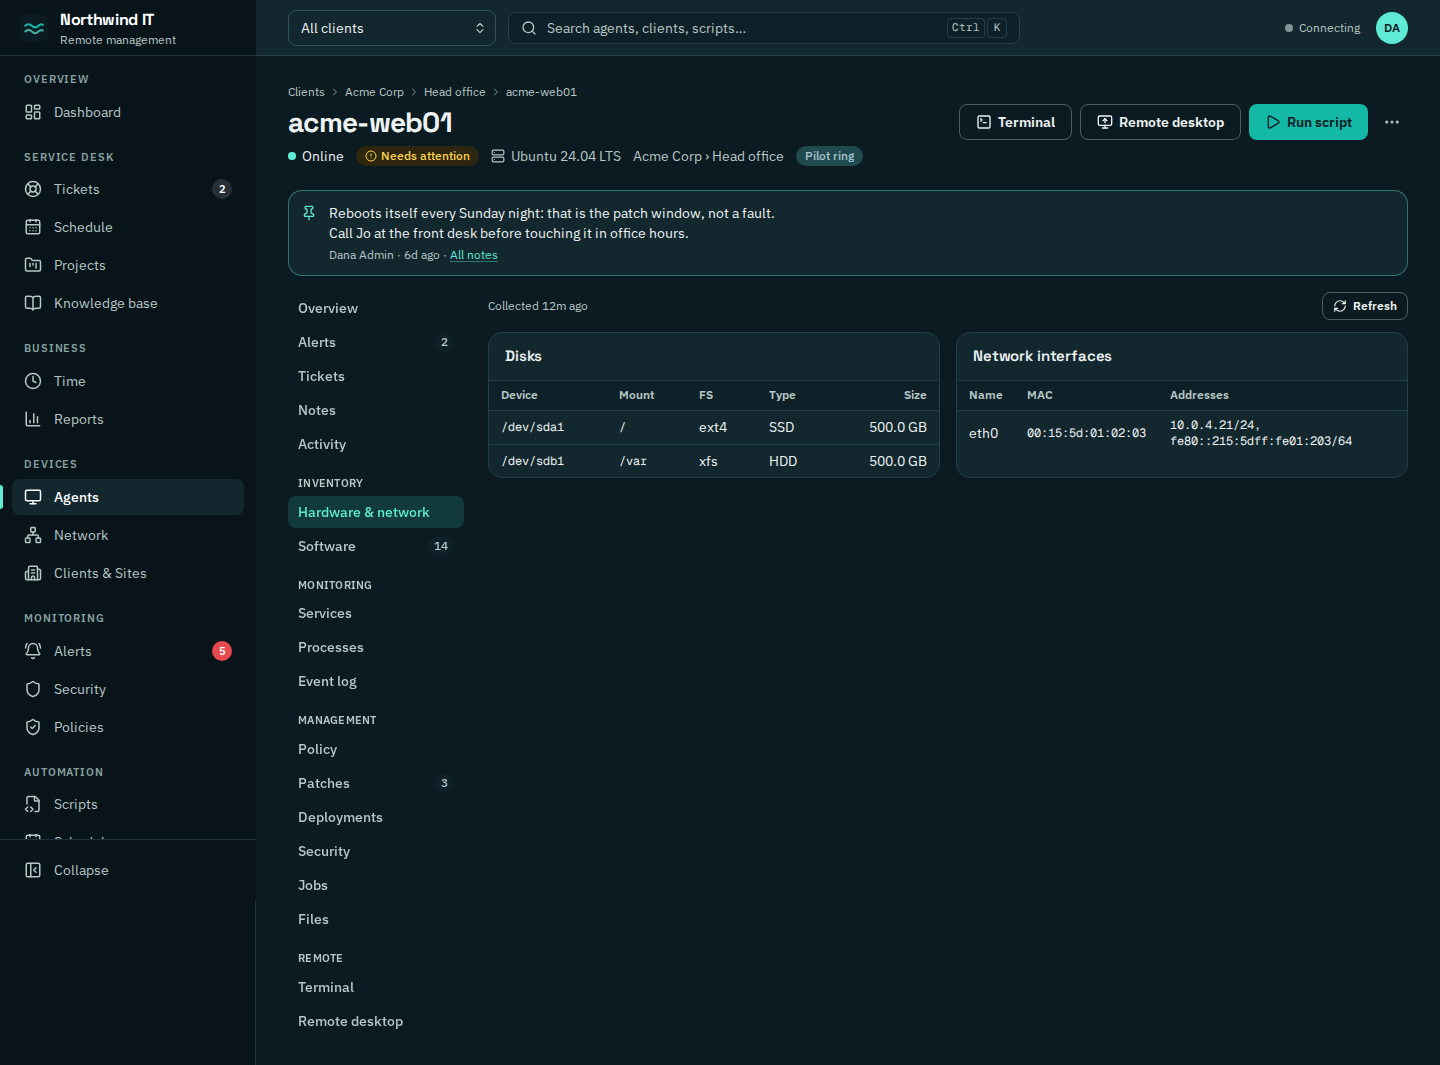 Northwind IT
Remote management
All clients
Search agents, clients, scripts...
Ctrl K
Connecting
DA
OVERVIEW
Dashboard
SERVICE DESK
Tickets 2
Schedule
Projects
Knowledge base
BUSINESS
Time
Reports
DEVICES
Agents
Network
Clients & Sites
MONITORING
Alerts 5
Security
Policies
AUTOMATION
Scripts
Collapse
Clients > Acme Corp > Head office > acme-web01
acme-web01
Terminal
Remote desktop
Run script
Online
Needs attention
Ubuntu 24.04 LTS
Acme Corp › Head office
Pilot ring
Reboots itself every Sunday night: that is the patch window, not a fault.
Call Jo at the front desk before touching it in office hours.
Dana Admin · 6d ago · All notes
Overview
Alerts 2
Tickets
Notes
Activity
INVENTORY
Hardware & network
Software 14
MONITORING
Services
Processes
Event log
MANAGEMENT
Policy
Patches 3
Deployments
Security
Jobs
Files
REMOTE
Terminal
Remote desktop
Collected 12m ago
Refresh
Disks
Device Mount FS Type Size
/dev/sda1 / ext4 SSD 500.0 GB
/dev/sdb1 /var xfs HDD 500.0 GB
Network interfaces
Name MAC Addresses
eth0 00:15:5d:01:02:03 10.0.4.21/24,
fe80::215:5dff:fe01:203/64